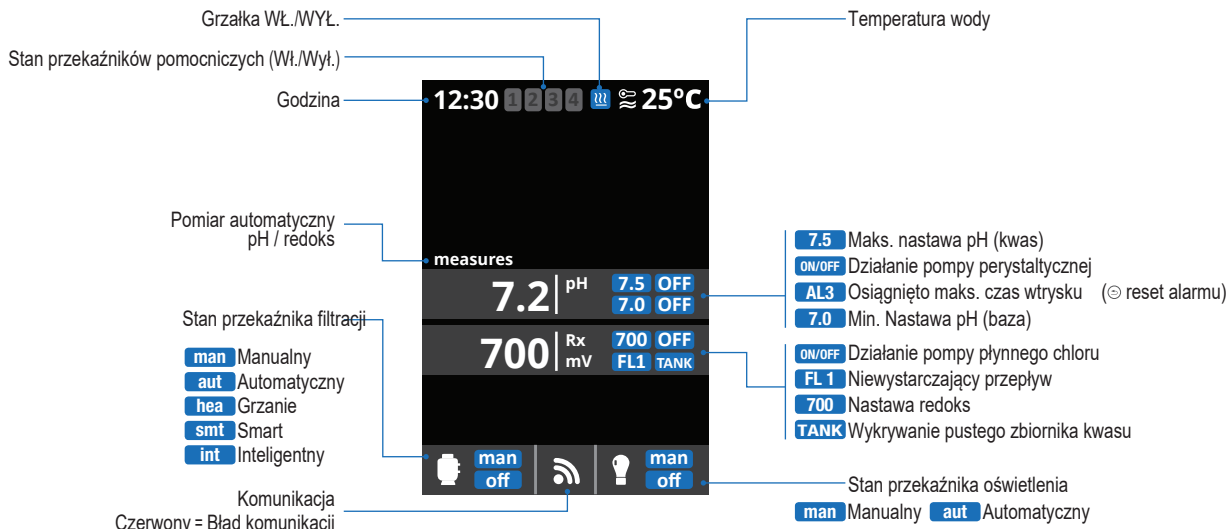 Grzałka WŁ./WYŁ.
Temperatura wody
Stan przekaźników pomocniczych (Wł./Wył.)
Godzina
12:30 1 2 3 4 25°C
Pomiar automatyczny
pH / redoks
measures
7.2 pH 7.5 OFF
7.0 OFF
700 Rx mV 700 OFF
FL1 TANK
7.5 Maks. nastawa pH (kwas)
ON/OFF Działanie pompy perystaltycznej
AL3 Osiągnięto maks. czas wtrysku (⊝ reset alarmu)
7.0 Min. Nastawa pH (baza)
Stan przekaźnika filtracji
man Manualny
aut Automatyczny
hea Grzanie
smt Smart
int Inteligentny
ON/OFF Działanie pompy płynnego chloru
FL 1 Niewystarczający przepływ
700 Nastawa redoks
TANK Wykrywanie pustego zbiornika kwasu
man
off
man
off
Komunikacja
Czerwony = Bład komunikacji
Stan przekaźnika oświetlenia
man Manualny aut Automatyczny